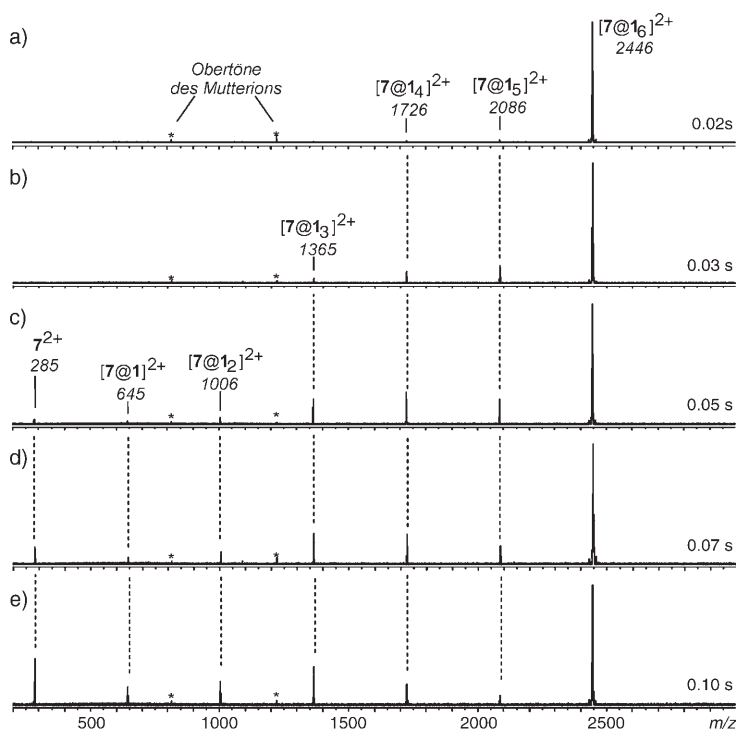 a)
Obertöne
des Mutterions
[7@1₄]²⁺
1726
[7@1₅]²⁺
2086
[7@1₆]²⁺
2446
* *
0.02s
b)
[7@1₃]²⁺
1365
* *
0.03 s
c)
7²⁺
285
[7@1]²⁺
645
[7@1₂]²⁺
1006
* *
0.05 s
d)
* *
0.07 s
e)
* *
0.10 s
500 1000 1500 2000 2500 m/z